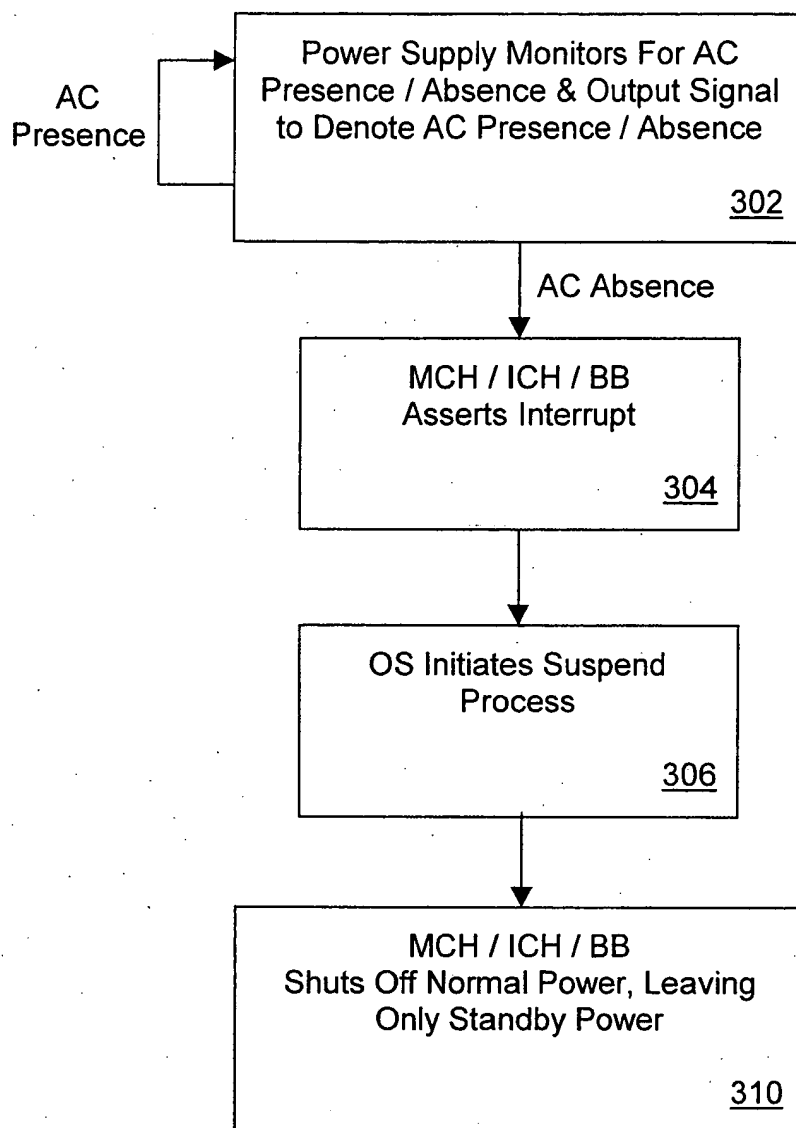 Power Supply Monitors For AC
Presence / Absence & Output Signal
to Denote AC Presence / Absence
302
AC
Presence
AC Absence
MCH / ICH / BB
Asserts Interrupt
304
OS Initiates Suspend
Process
306
MCH / ICH / BB
Shuts Off Normal Power, Leaving
Only Standby Power
310